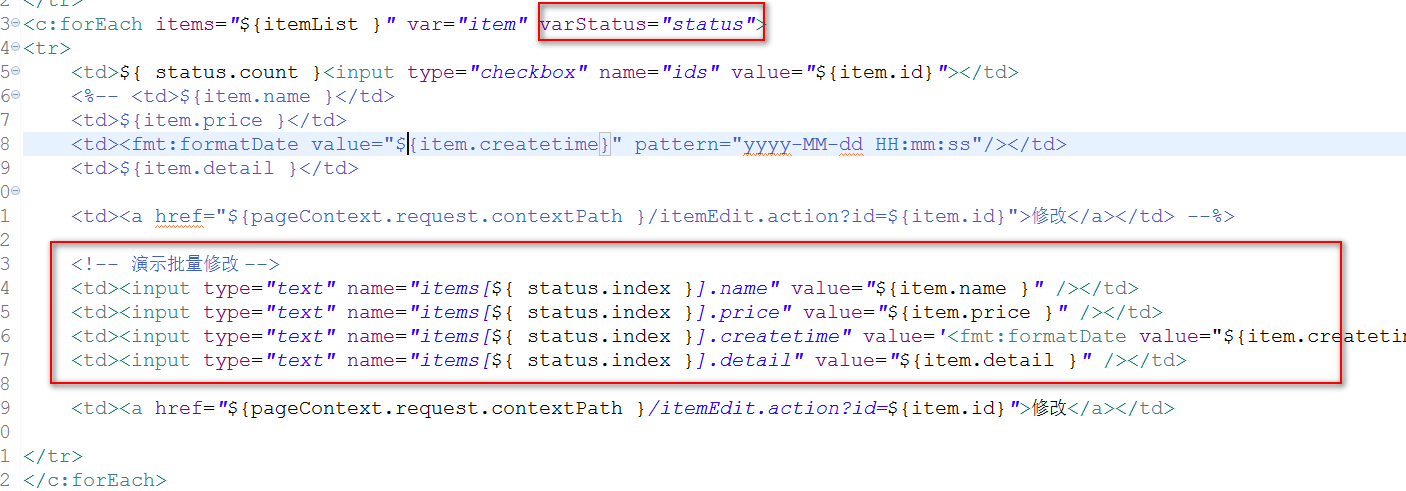 2 </tr>
3 <c:forEach items="${itemList }" var="item" varStatus="status">
4 <tr>
5 <td>${ status.count }<input type="checkbox" name="ids" value="${item.id}"></td>
6 <%-- <td>${item.name }</td>
7 <td>${item.price }</td>
8 <td><fmt:formatDate value="${item.createtime}" pattern="yyyy-MM-dd HH:mm:ss"/></td>
9 <td>${item.detail }</td>
0
1 <td><a href="${pageContext.request.contextPath }/itemEdit.action?id=${item.id}">修改</a></td> --%>
2
3 <!-- 演示批量修改 -->
4 <td><input type="text" name="items[${ status.index }].name" value="${item.name }" /></td>
5 <td><input type="text" name="items[${ status.index }].price" value="${item.price }" /></td>
6 <td><input type="text" name="items[${ status.index }].createtime" value='<fmt:formatDate value="${item.createtim
7 <td><input type="text" name="items[${ status.index }].detail" value="${item.detail }" /></td>
8
9 <td><a href="${pageContext.request.contextPath }/itemEdit.action?id=${item.id}">修改</a></td>
0
1 </tr>
2 </c:forEach>